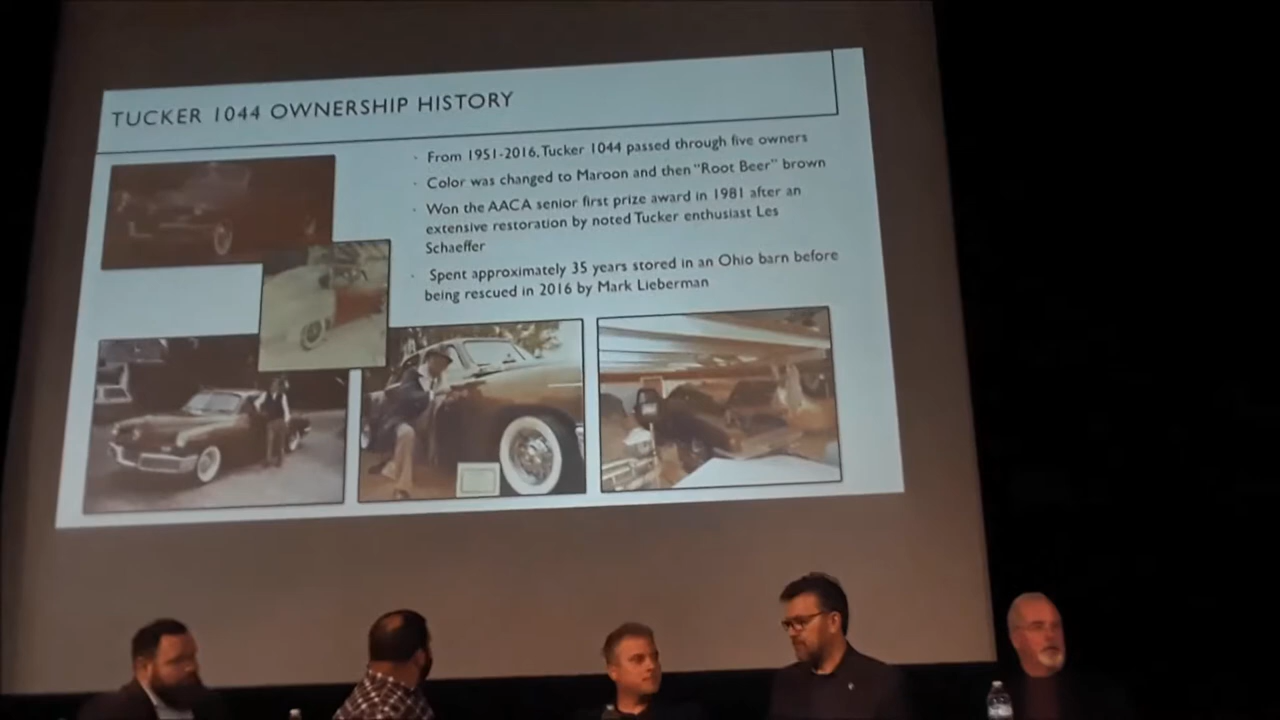 TUCKER 1044 OWNERSHIP HISTORY
· From 1951-2016, Tucker 1044 passed through five owners
· Color was changed to Maroon and then "Root Beer" brown
· Won the AACA senior first prize award in 1981 after an
extensive restoration by noted Tucker enthusiast Les
Schaeffer
· Spent approximately 35 years stored in an Ohio barn before
being rescued in 2016 by Mark Lieberman